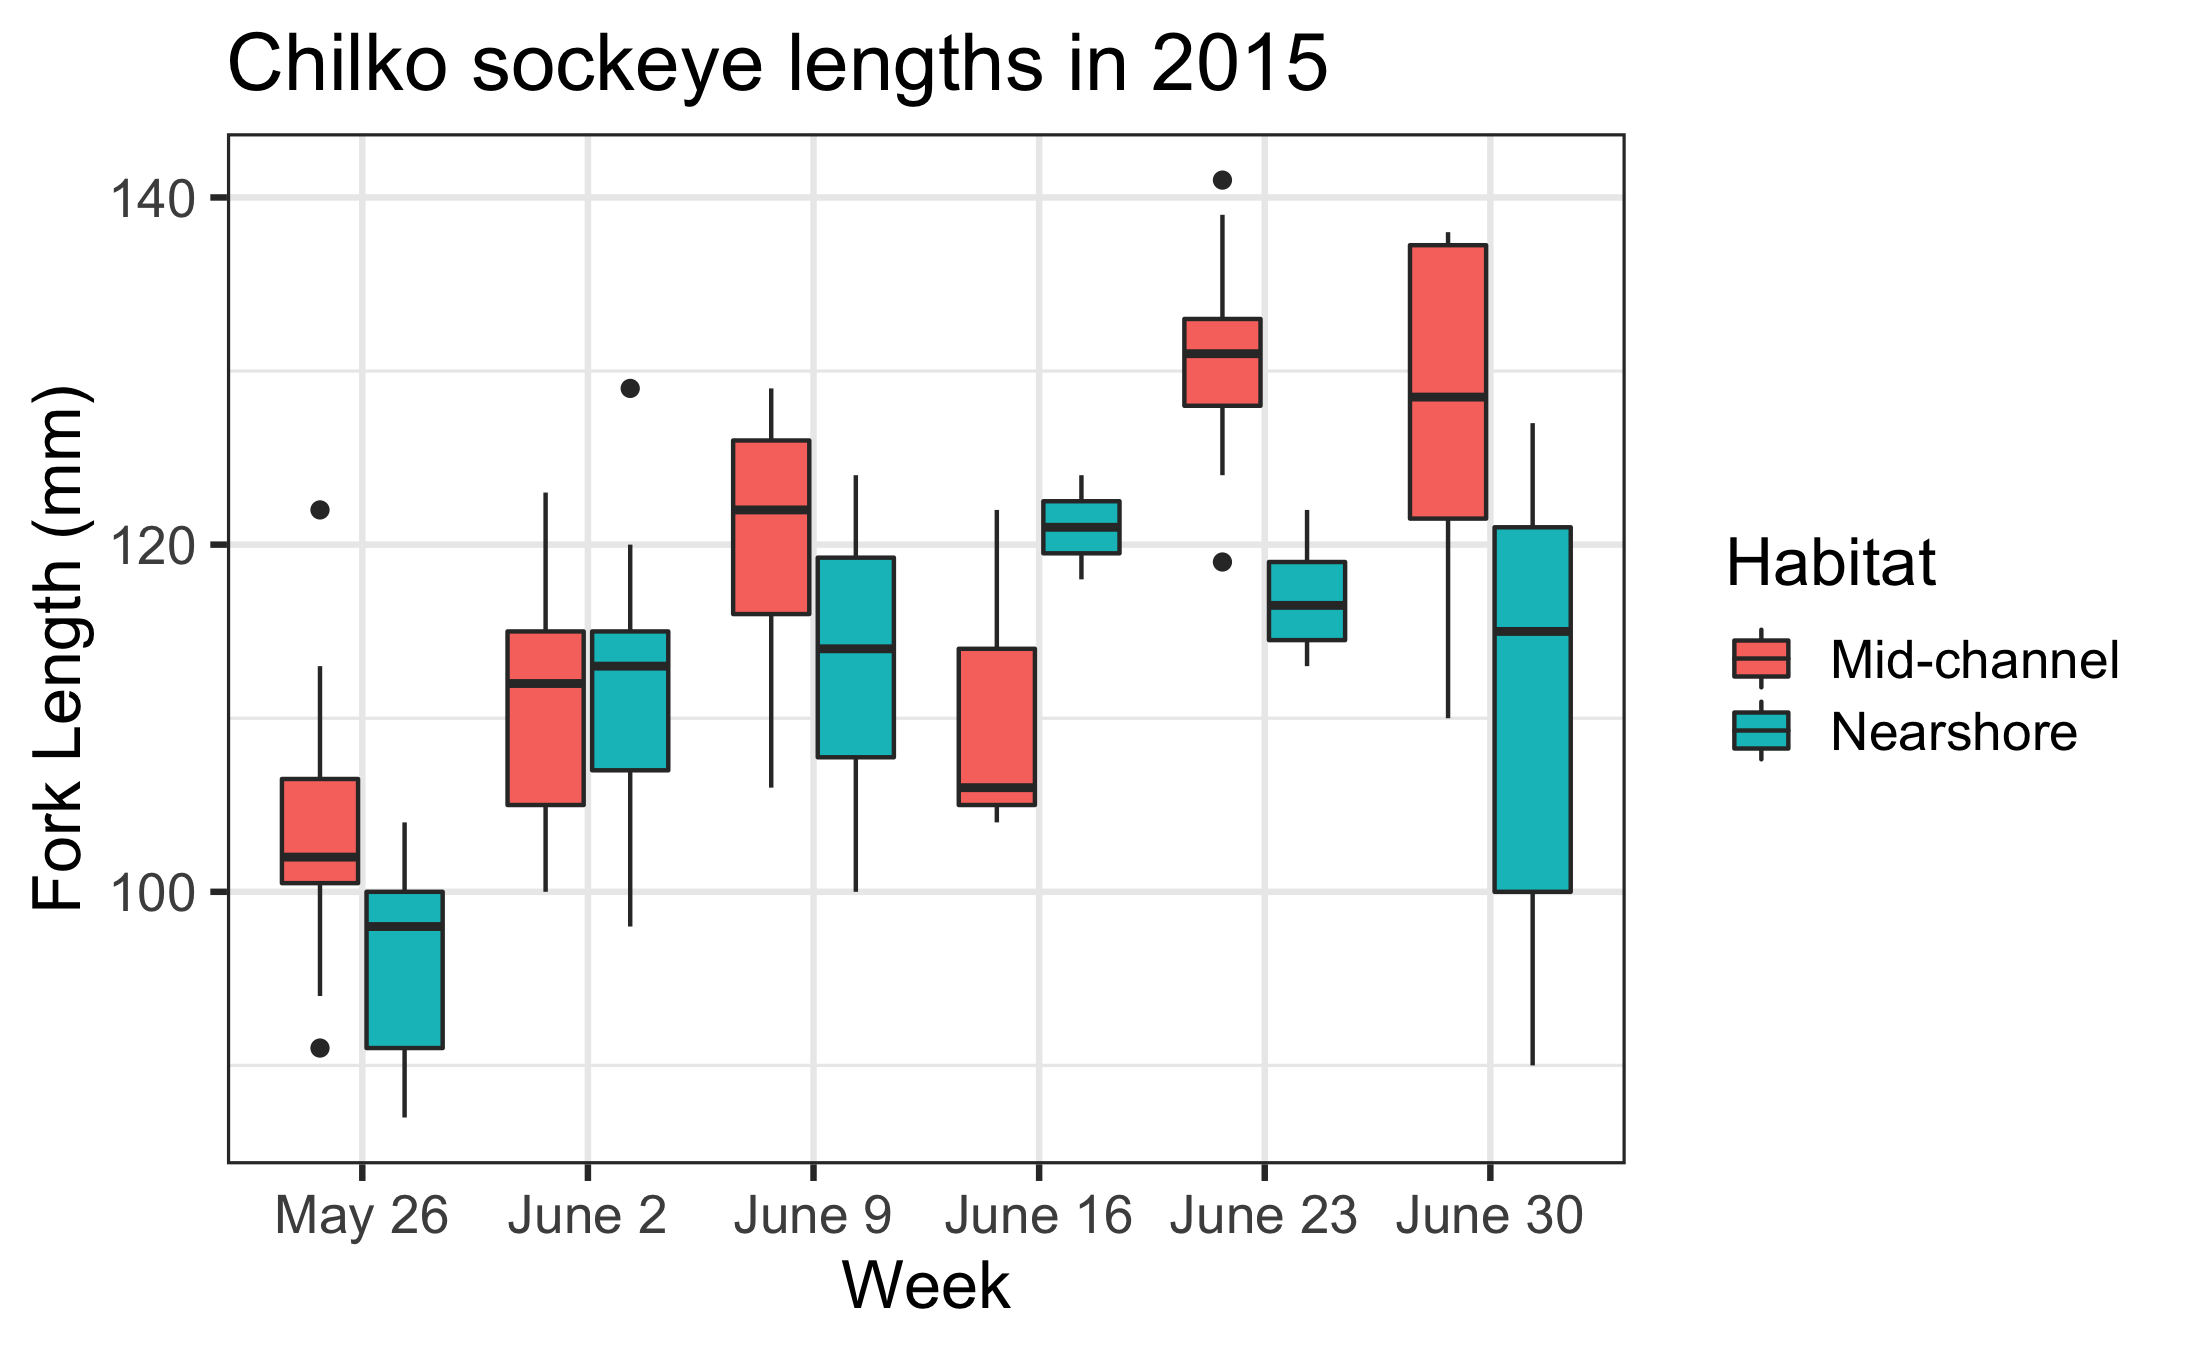 Chilko sockeye lengths in 2015
Fork Length (mm)
140
120
100
May 26 June 2 June 9 June 16 June 23 June 30
Week
Habitat
Mid-channel
Nearshore